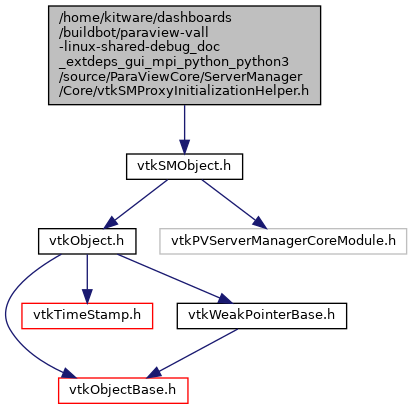 /home/kitware/dashboards
/buildbot/paraview-vall
-linux-shared-debug_doc
_extdeps_gui_mpi_python_python3
/source/ParaViewCore/ServerManager
/Core/vtkSMProxyInitializationHelper.h
vtkSMObject.h
vtkObject.h
vtkPVServerManagerCoreModule.h
vtkTimeStamp.h
vtkWeakPointerBase.h
vtkObjectBase.h